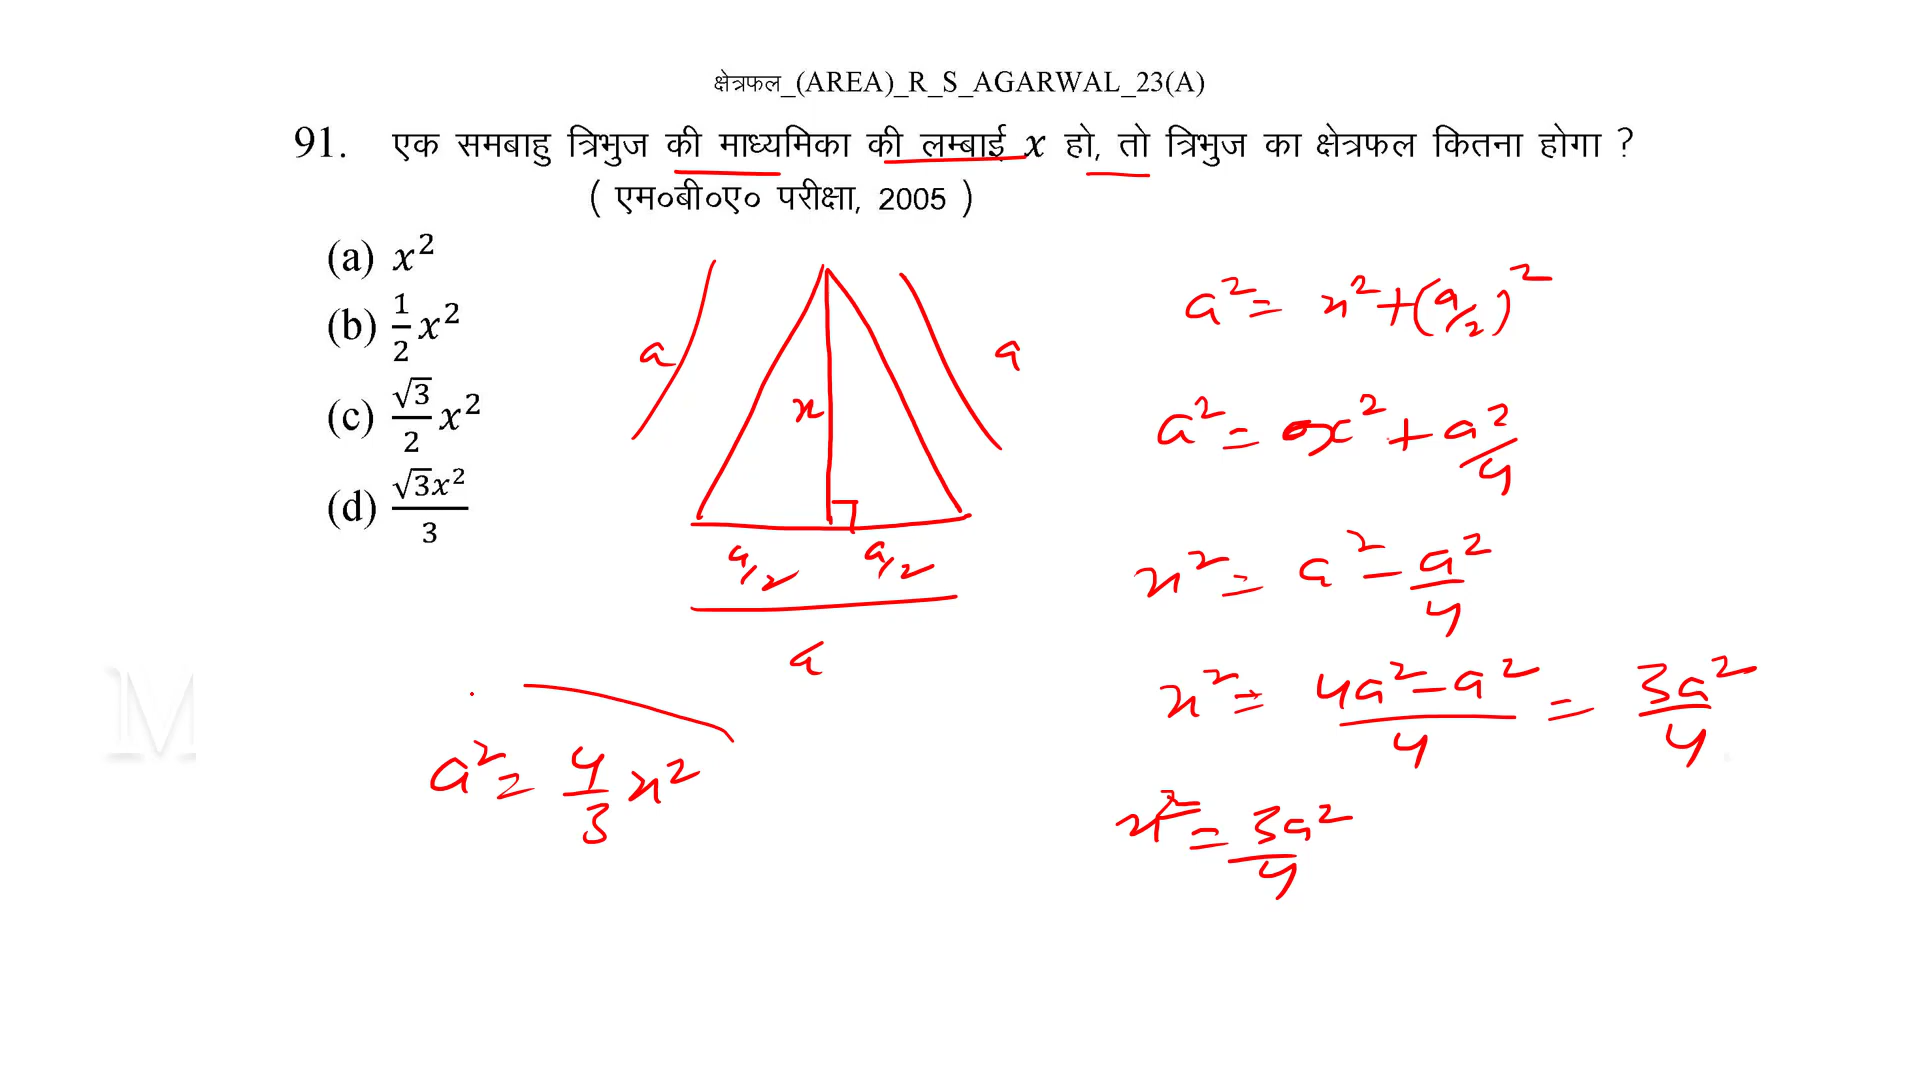 क्षेत्रफल_(AREA)_R_S_AGARWAL_23(A)
91. एक समबाहु त्रिभुज की माध्यमिका की लम्बाई x हो, तो त्रिभुज का क्षेत्रफल कितना होगा ?
( एम०बी०ए० परीक्षा, 2005 )
(a) x²
(b) 1/2 x²
(c) √3/2 x²
(d) √3x²/3
a
x
a
a/2 a/2
a
a² = x² + (a/2)²
a² = x² + a²/4
x² = a² - a²/4
x² = 4a² - a²/4 = 3a²/4
x² = 3a²/4
a² = 4/3 x²
M